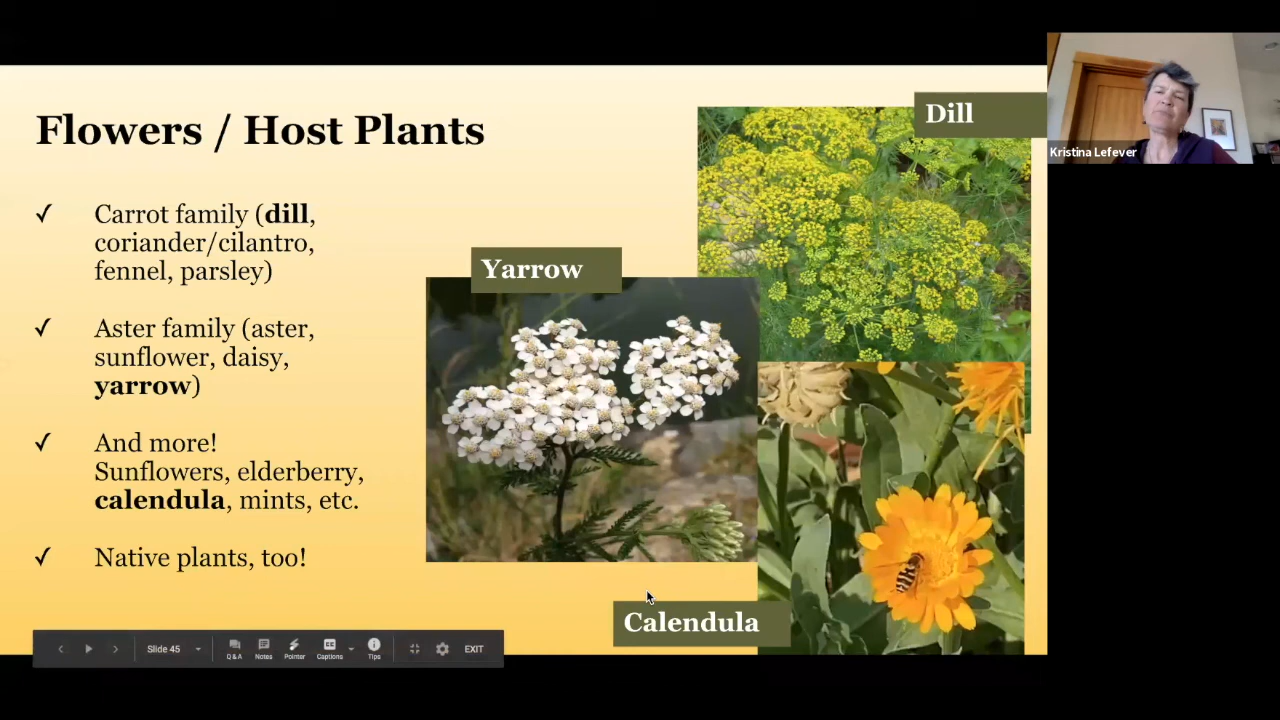 Flowers / Host Plants
✓ Carrot family (dill,
coriander/cilantro,
fennel, parsley)
✓ Aster family (aster,
sunflower, daisy,
yarrow)
✓ And more!
Sunflowers, elderberry,
calendula, mints, etc.
✓ Native plants, too!
Dill
Yarrow
Calendula
Kristina Lefever
Slide 45
Q & A
Notes
Pointer
Captions
Tips
EXIT